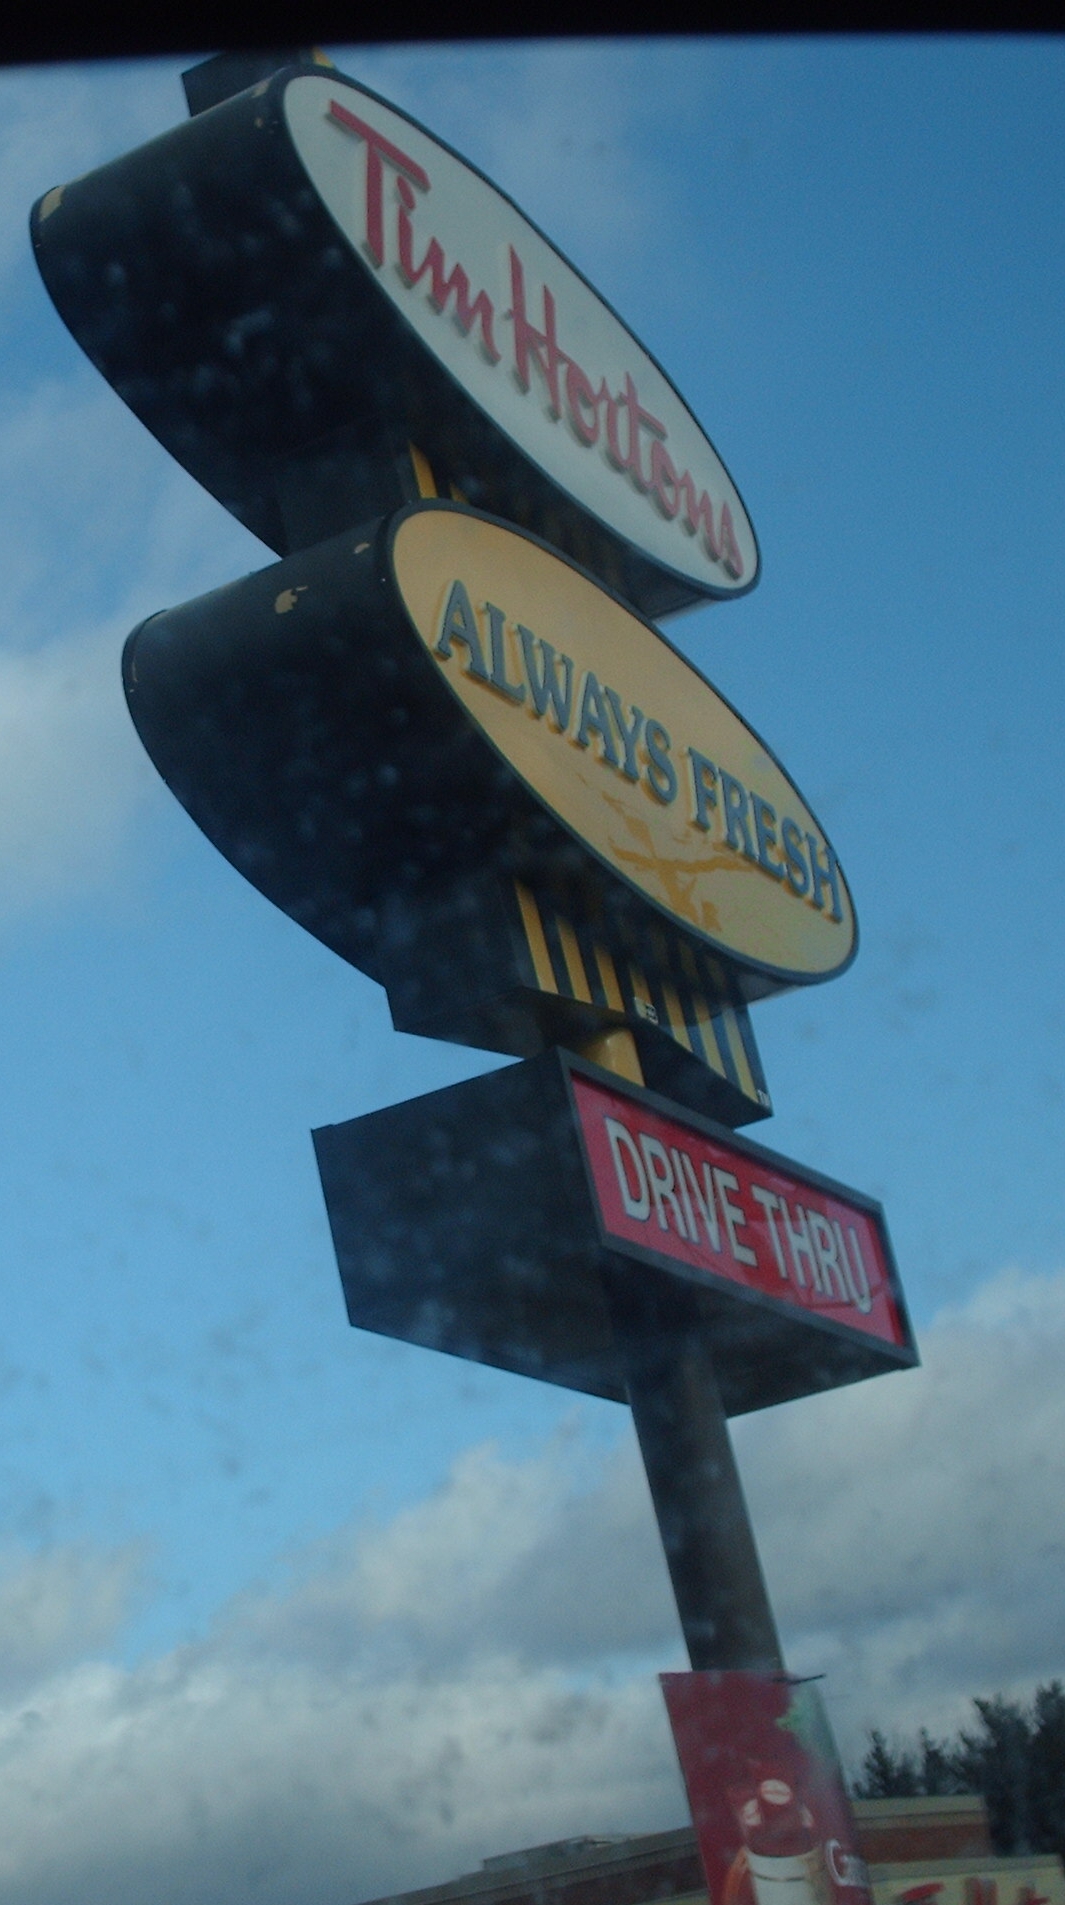 Tim Hortons
ALWAYS FRESH
DRIVE THRU